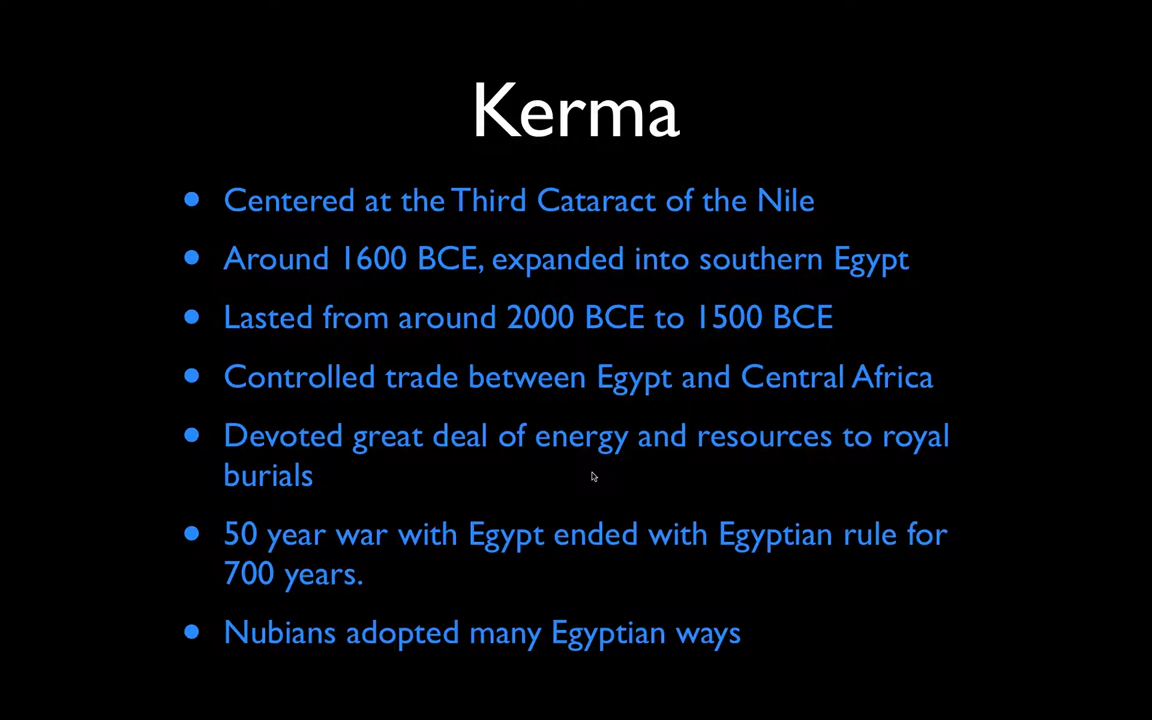 Kerma
• Centered at the Third Cataract of the Nile
• Around 1600 BCE, expanded into southern Egypt
• Lasted from around 2000 BCE to 1500 BCE
• Controlled trade between Egypt and Central Africa
• Devoted great deal of energy and resources to royal
burials
• 50 year war with Egypt ended with Egyptian rule for
700 years.
• Nubians adopted many Egyptian ways